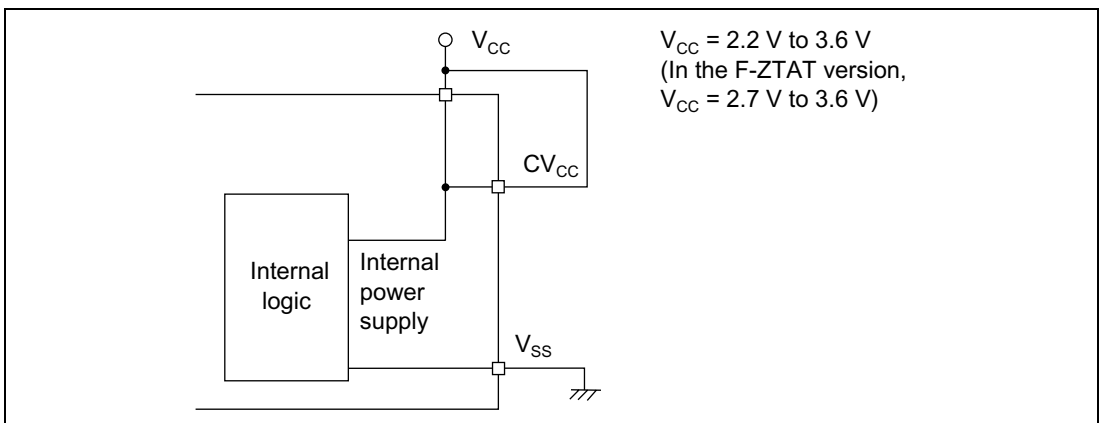 V_CC
V_CC = 2.2 V to 3.6 V
(In the F-ZTAT version,
V_CC = 2.7 V to 3.6 V)
CV_CC
Internal
logic
Internal
power
supply
V_SS